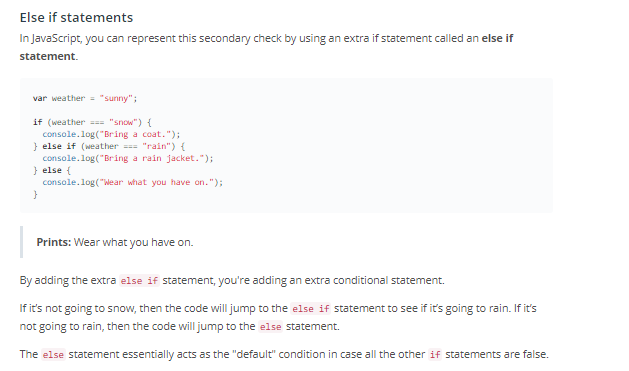 Else if statements
In JavaScript, you can represent this secondary check by using an extra if statement called an else if
statement.
var weather = "sunny";
if (weather === "snow") {
  console.log("Bring a coat.");
} else if (weather === "rain") {
  console.log("Bring a rain jacket.");
} else {
  console.log("Wear what you have on.");
}
Prints: Wear what you have on.
By adding the extra else if statement, you're adding an extra conditional statement.
If it's not going to snow, then the code will jump to the else if statement to see if it's going to rain. If it's
not going to rain, then the code will jump to the else statement.
The else statement essentially acts as the "default" condition in case all the other if statements are false.